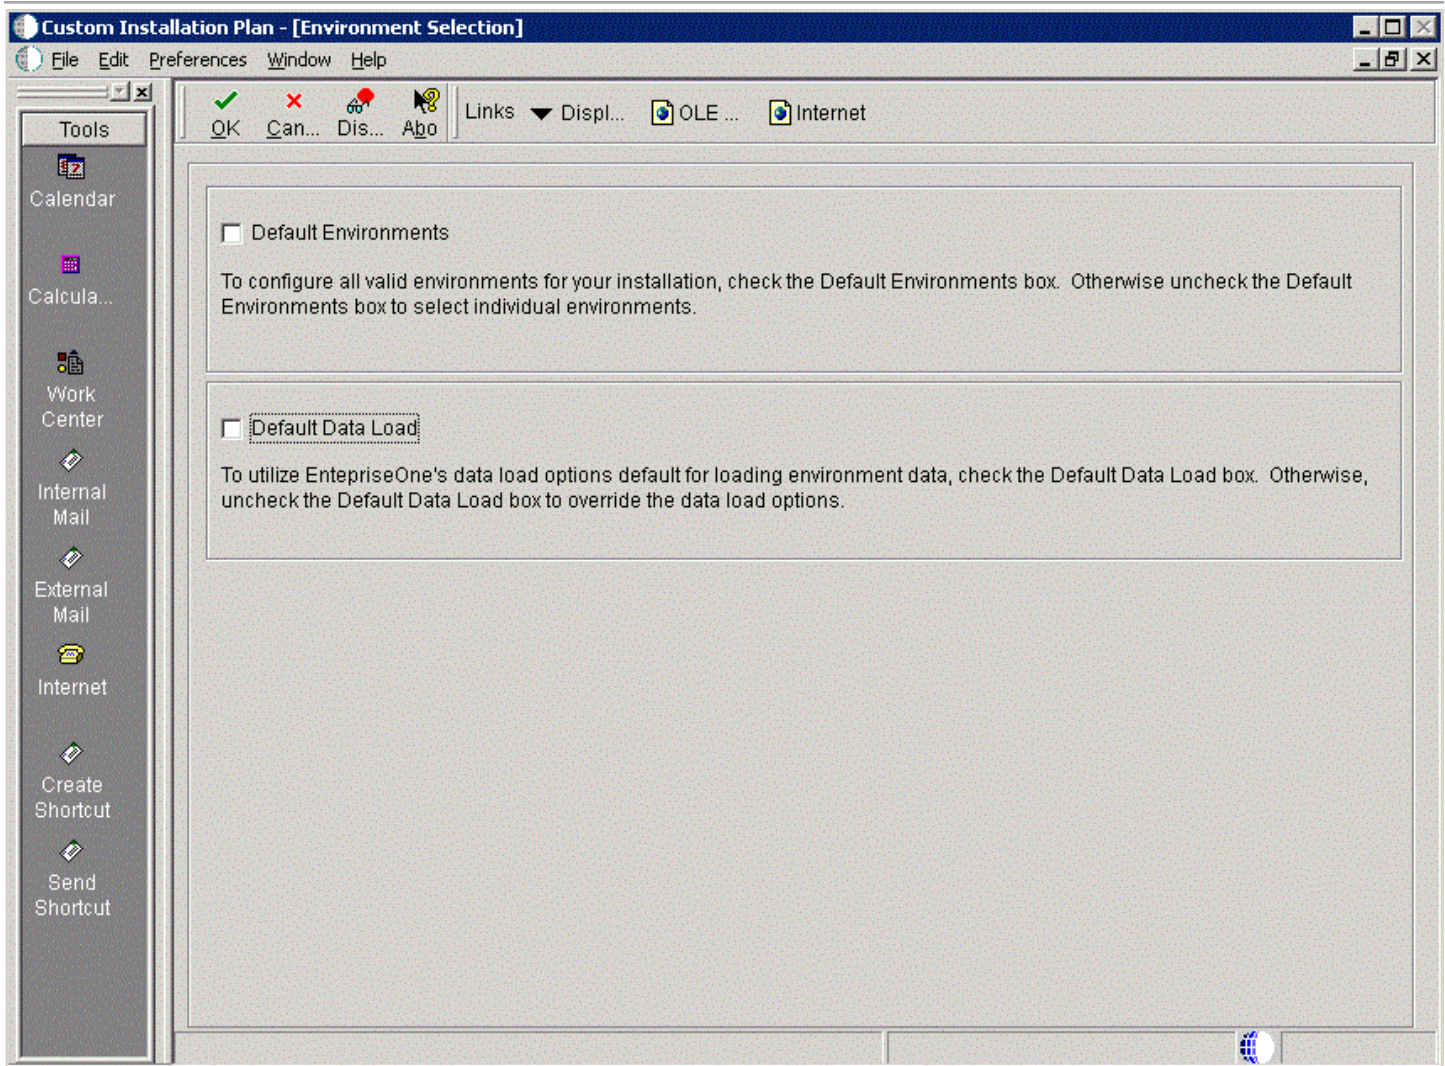 Custom Installation Plan - [Environment Selection]
File Edit Preferences Window Help
Tools
OK Can... Dis... Abo Links Displ... OLE ... Internet
Calendar
Calcula...
Work
Center
Internal
Mail
External
Mail
Internet
Create
Shortcut
Send
Shortcut
Default Environments
To configure all valid environments for your installation, check the Default Environments box. Otherwise uncheck the Default
Environments box to select individual environments.
Default Data Load
To utilize EntepriseOne's data load options default for loading environment data, check the Default Data Load box. Otherwise,
uncheck the Default Data Load box to override the data load options.